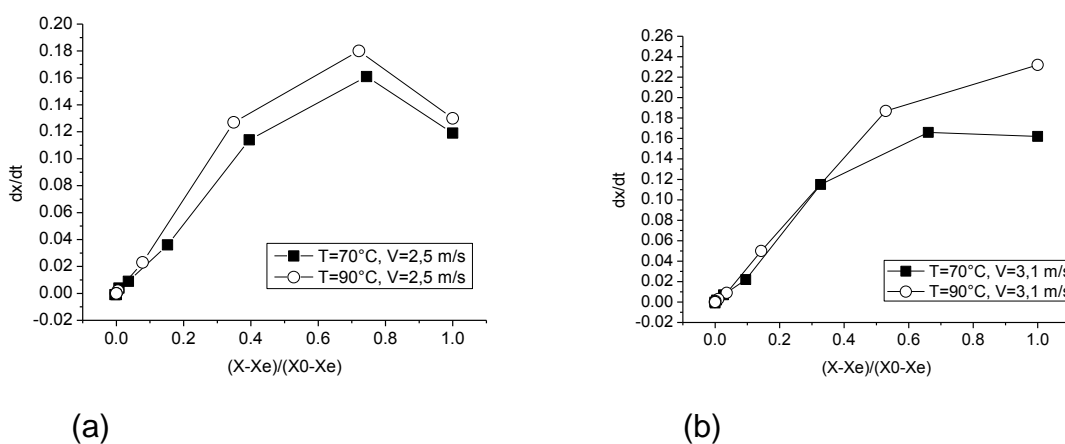 0.20
0.18
0.16
0.14
0.12
0.10
0.08
0.06
0.04
0.02
0.00
-0.02
dx/dt
T=70°C, V=2,5 m/s
T=90°C, V=2,5 m/s
0.0 0.2 0.4 0.6 0.8 1.0
(X-Xe)/(X0-Xe)
(a)
0.26
0.24
0.22
0.20
0.18
0.16
0.14
0.12
0.10
0.08
0.06
0.04
0.02
0.00
-0.02
dx/dt
T=70°C, V=3,1 m/s
T=90°C, V=3,1 m/s
0.0 0.2 0.4 0.6 0.8 1.0
(X-Xe)/(X0-Xe)
(b)